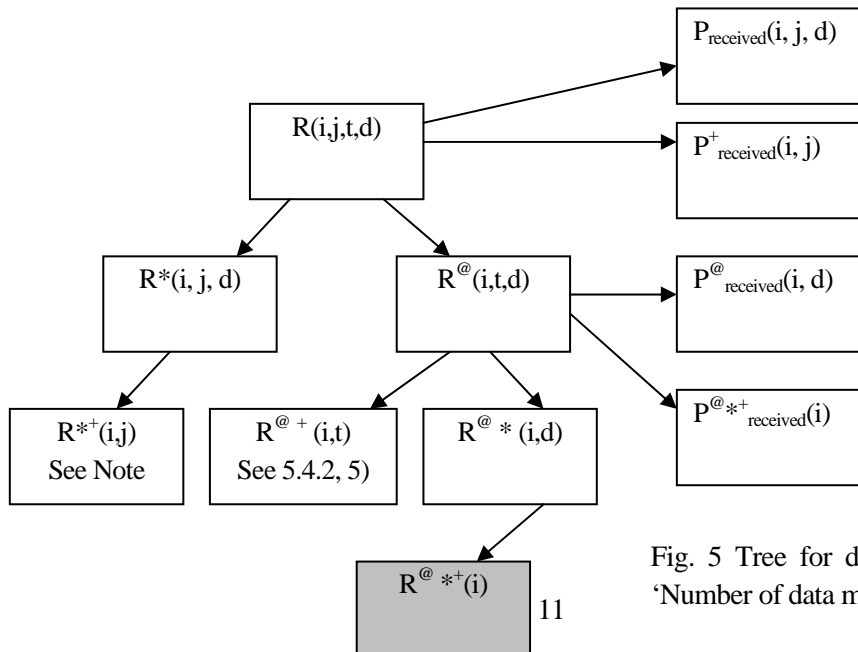 P_received(i, j, d)
R(i,j,t,d)
P^+_received(i, j)
R*(i, j, d)
R^@(i,t,d)
P^@_received(i, d)
R*^+(i,j)
See Note
R^@ + (i,t)
See 5.4.2, 5)
R^@ * (i,d)
P^@*+_received(i)
R^@ *+(i)
11
Fig. 5 Tree for d
‘Number of data m